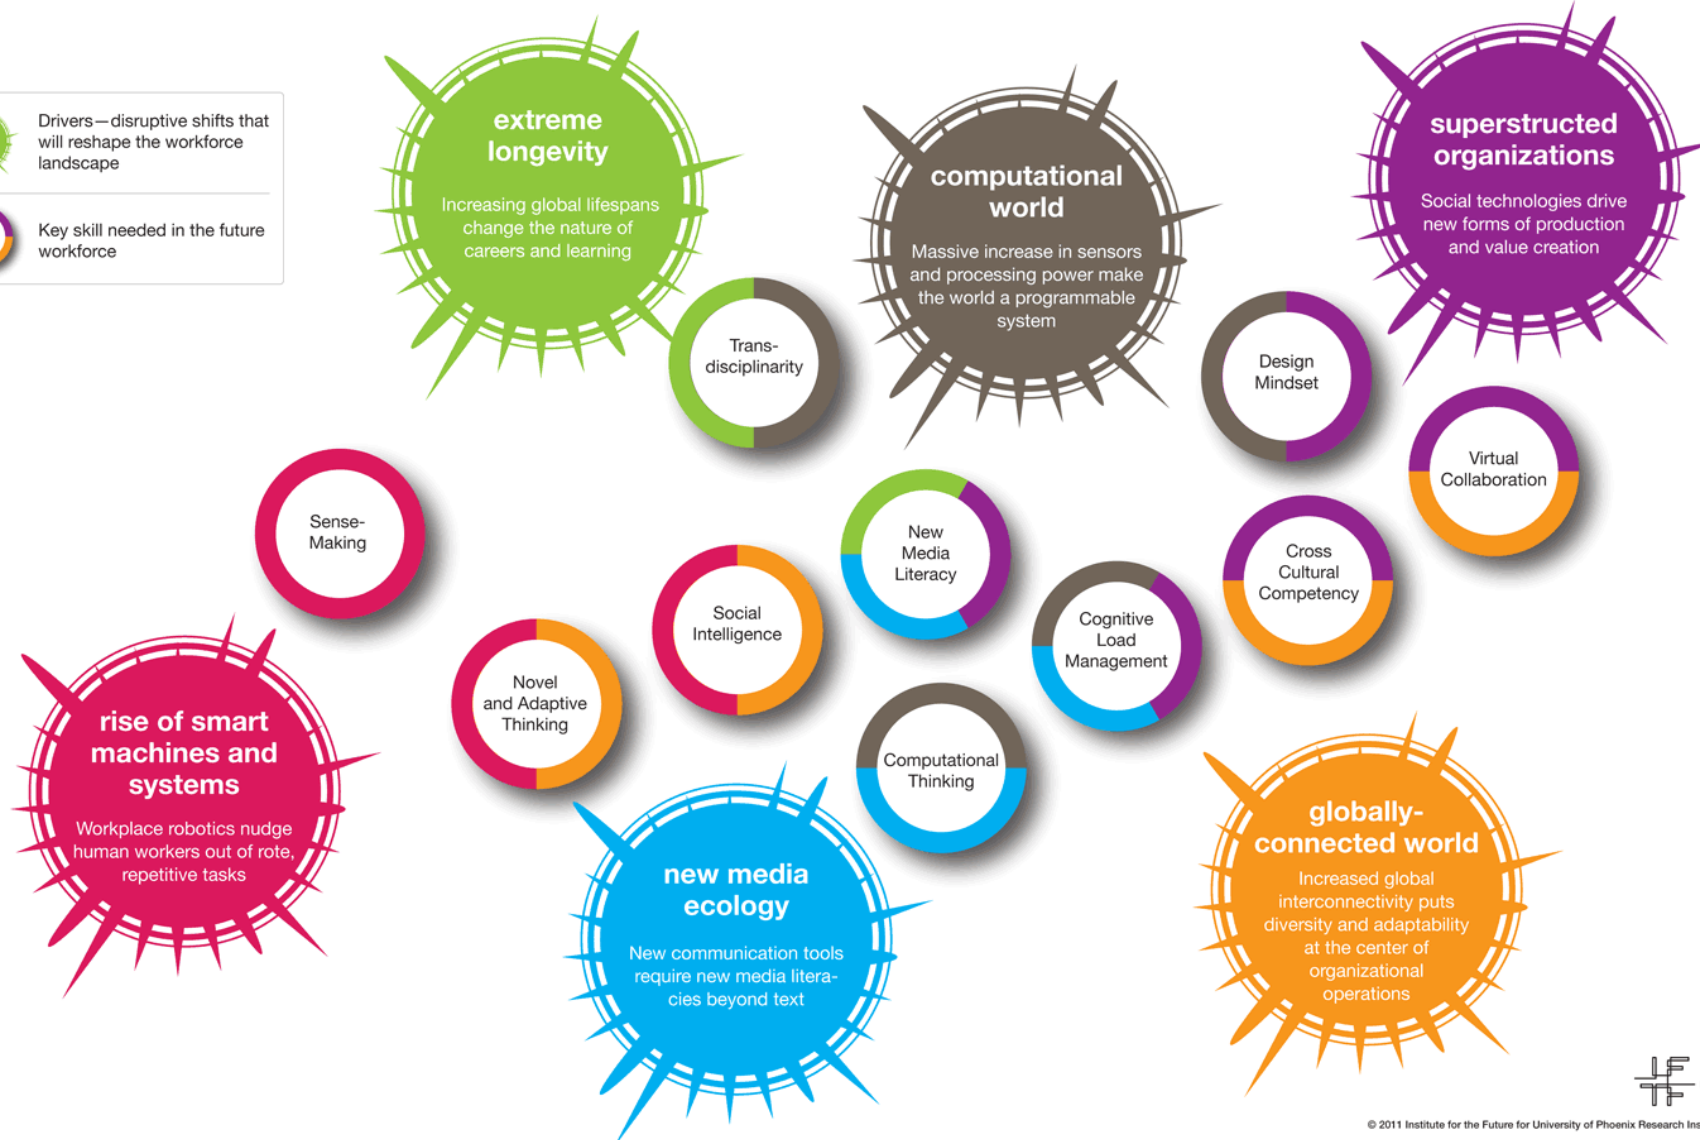 Drivers—disruptive shifts that
will reshape the workforce
landscape
Key skill needed in the future
workforce
extreme
longevity
Increasing global lifespans
change the nature of
careers and learning
computational
world
Massive increase in sensors
and processing power make
the world a programmable
system
superstructed
organizations
Social technologies drive
new forms of production
and value creation
Trans-
disciplinarity
Design
Mindset
Virtual
Collaboration
Sense-
Making
New
Media
Literacy
Cross
Cultural
Competency
Social
Intelligence
Cognitive
Load
Management
Novel
and Adaptive
Thinking
Computational
Thinking
rise of smart
machines and
systems
Workplace robotics nudge
human workers out of rote,
repetitive tasks
new media
ecology
New communication tools
require new media litera-
cies beyond text
globally-
connected world
Increased global
interconnectivity puts
diversity and adaptability
at the center of
organizational
operations
© 2011 Institute for the Future for University of Phoenix Research Ins